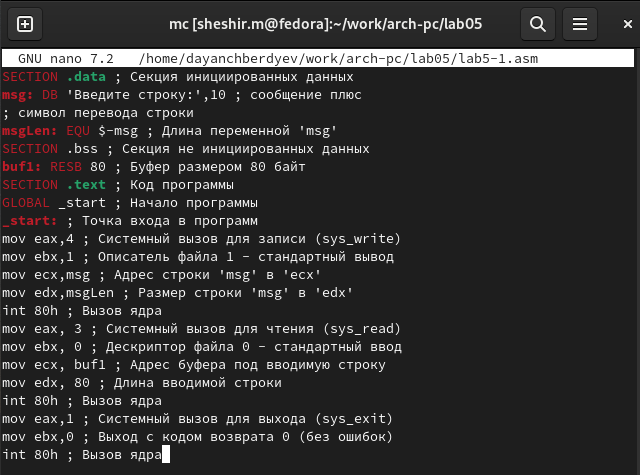 mc [sheshir.m@fedora]:~/work/arch-pc/lab05
GNU nano 7.2 /home/dayanchberdyev/work/arch-pc/lab05/lab5-1.asm
SECTION .data ; Секция инициированных данных
msg: DB 'Введите строку:',10 ; сообщение плюс
; символ перевода строки
msgLen: EQU $-msg ; Длина переменной 'msg'
SECTION .bss ; Секция не инициированных данных
buf1: RESB 80 ; Буфер размером 80 байт
SECTION .text ; Код программы
GLOBAL _start ; Начало программы
_start: ; Точка входа в программ
mov eax,4 ; Системный вызов для записи (sys_write)
mov ebx,1 ; Описатель файла 1 - стандартный вывод
mov ecx,msg ; Адрес строки 'msg' в 'ecx'
mov edx,msgLen ; Размер строки 'msg' в 'edx'
int 80h ; Вызов ядра
mov eax, 3 ; Системный вызов для чтения (sys_read)
mov ebx, 0 ; Дескриптор файла 0 - стандартный ввод
mov ecx, buf1 ; Адрес буфера под вводимую строку
mov edx, 80 ; Длина вводимой строки
int 80h ; Вызов ядра
mov eax,1 ; Системный вызов для выхода (sys_exit)
mov ebx,0 ; Выход с кодом возврата 0 (без ошибок)
int 80h ; Вызов ядра